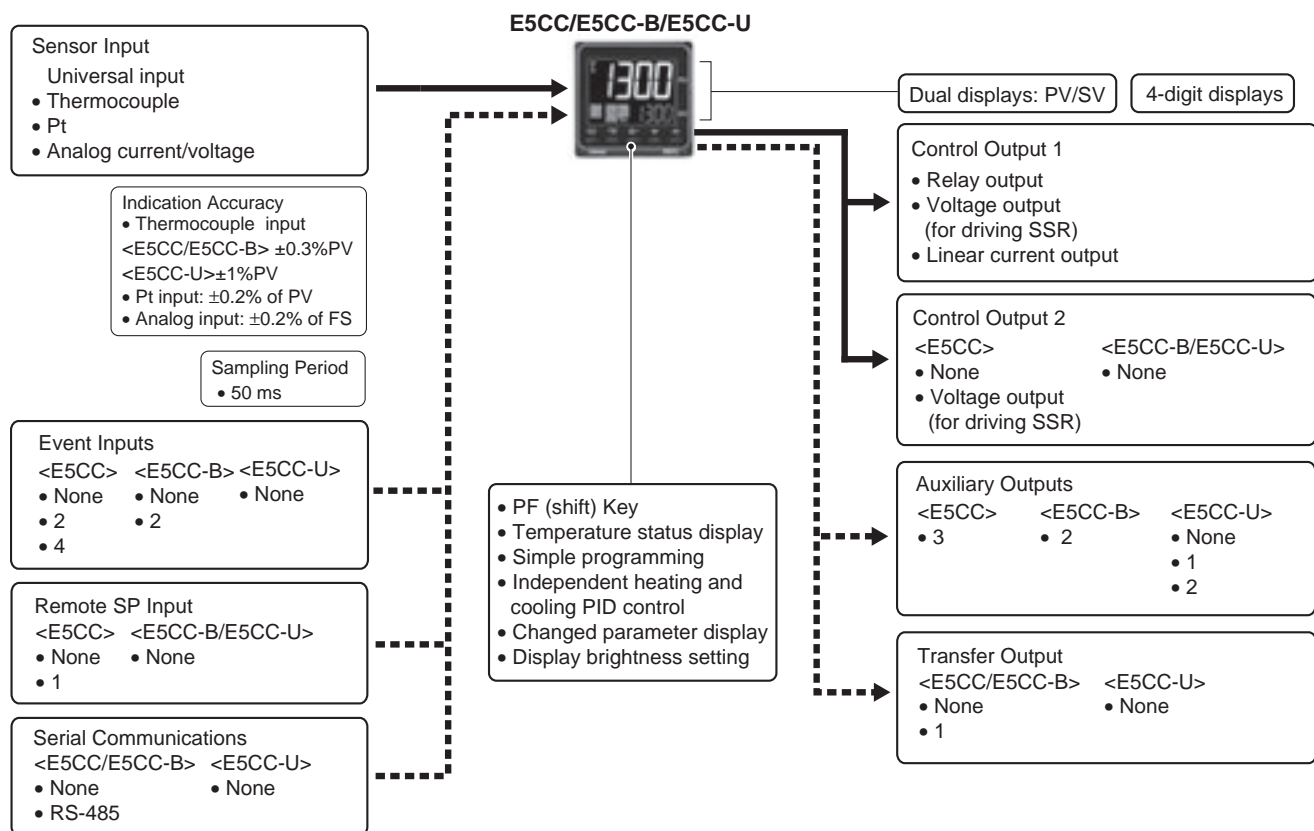 E5CC/E5CC-B/E5CC-U
Sensor Input
Universal input
• Thermocouple
• Pt
• Analog current/voltage
Indication Accuracy
• Thermocouple input
<E5CC/E5CC-B> ±0.3%PV
<E5CC-U>±1%PV
• Pt input: ±0.2% of PV
• Analog input: ±0.2% of FS
Sampling Period
• 50 ms
Event Inputs
<E5CC> <E5CC-B> <E5CC-U>
• None • None • None
• 2 • 2
• 4
Remote SP Input
<E5CC> <E5CC-B/E5CC-U>
• None • None
• 1
Serial Communications
<E5CC/E5CC-B> <E5CC-U>
• None • None
• RS-485
1300
1300
• PF (shift) Key
• Temperature status display
• Simple programming
• Independent heating and
cooling PID control
• Changed parameter display
• Display brightness setting
Dual displays: PV/SV 4-digit displays
Control Output 1
• Relay output
• Voltage output
(for driving SSR)
• Linear current output
Control Output 2
<E5CC> <E5CC-B/E5CC-U>
• None • None
• Voltage output
(for driving SSR)
Auxiliary Outputs
<E5CC> <E5CC-B> <E5CC-U>
• 3 • 2 • None
• 1
• 2
Transfer Output
<E5CC/E5CC-B> <E5CC-U>
• None • None
• 1